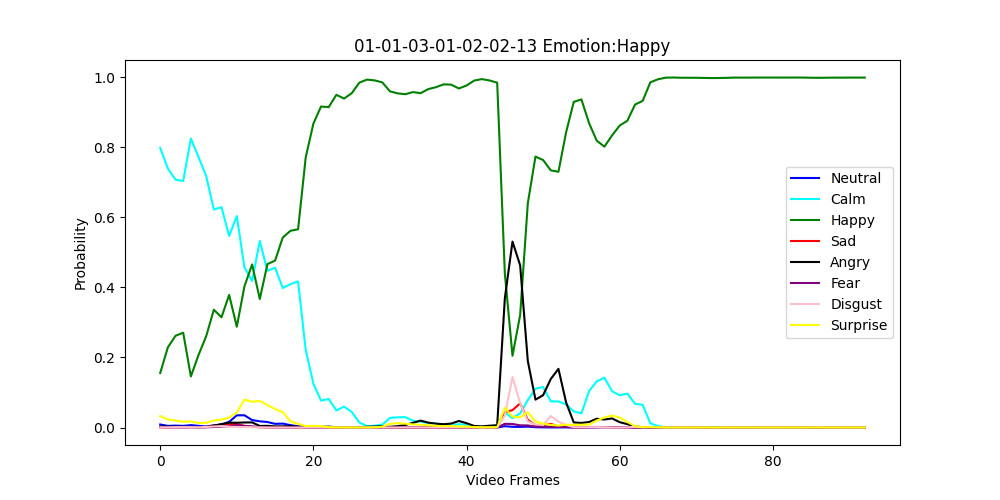 01-01-03-01-02-02-13 Emotion:Happy
1.0
0.8
0.6
0.4
0.2
0.0
Probability
0
20
40
60
80
Video Frames
Neutral
Calm
Happy
Sad
Angry
Fear
Disgust
Surprise